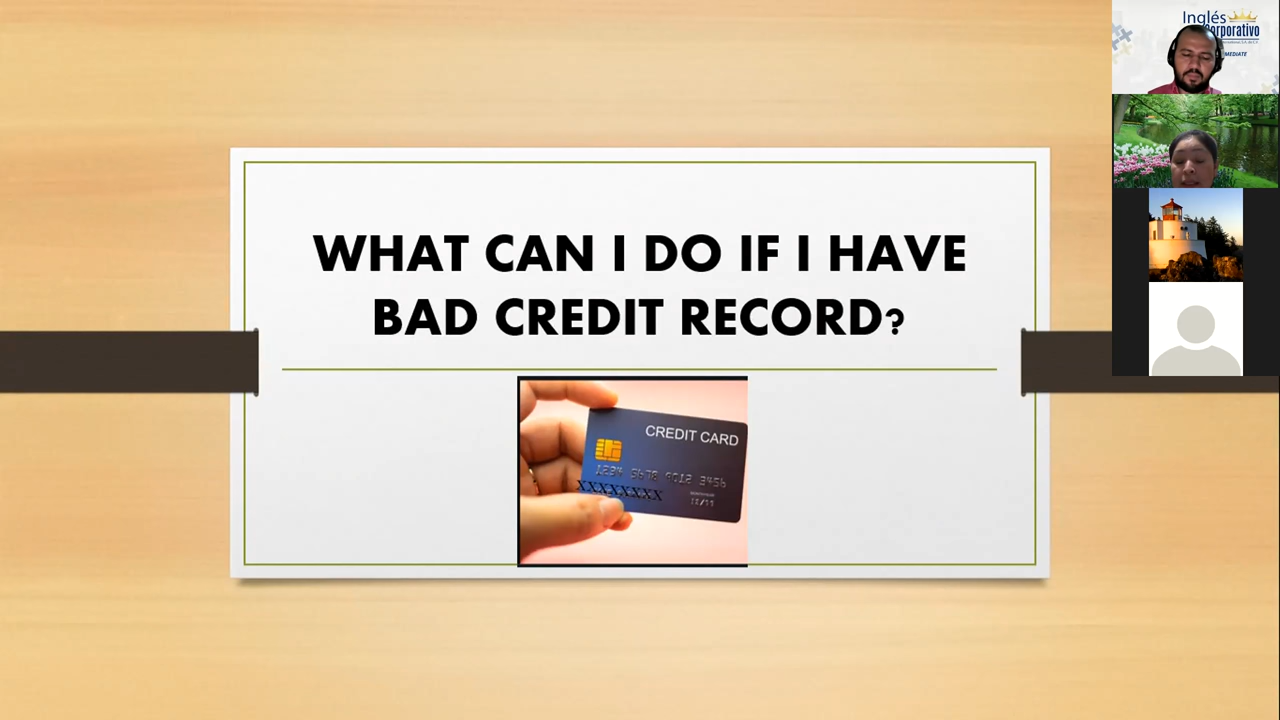 WHAT CAN I DO IF I HAVE
BAD CREDIT RECORD?
CREDIT CARD
XXXXXXXX
Inglés
Corporativo